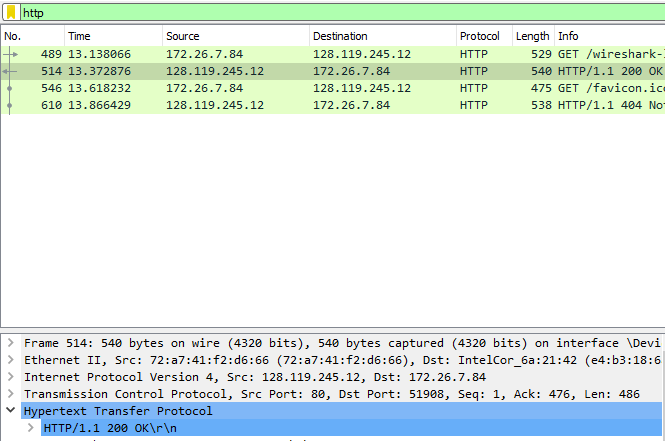 http
No. Time Source Destination Protocol Length Info
489 13.138066 172.26.7.84 128.119.245.12 HTTP 529 GET /wireshark-
514 13.372876 128.119.245.12 172.26.7.84 HTTP 540 HTTP/1.1 200 OK
546 13.618232 172.26.7.84 128.119.245.12 HTTP 475 GET /favicon.ico
610 13.866429 128.119.245.12 172.26.7.84 HTTP 538 HTTP/1.1 404 Not
Frame 514: 540 bytes on wire (4320 bits), 540 bytes captured (4320 bits) on interface \Devi
Ethernet II, Src: 72:a7:41:f2:d6:66 (72:a7:41:f2:d6:66), Dst: IntelCor_6a:21:42 (e4:b3:18:6
Internet Protocol Version 4, Src: 128.119.245.12, Dst: 172.26.7.84
Transmission Control Protocol, Src Port: 80, Dst Port: 51908, Seq: 1, Ack: 476, Len: 486
Hypertext Transfer Protocol
HTTP/1.1 200 OK\r\n